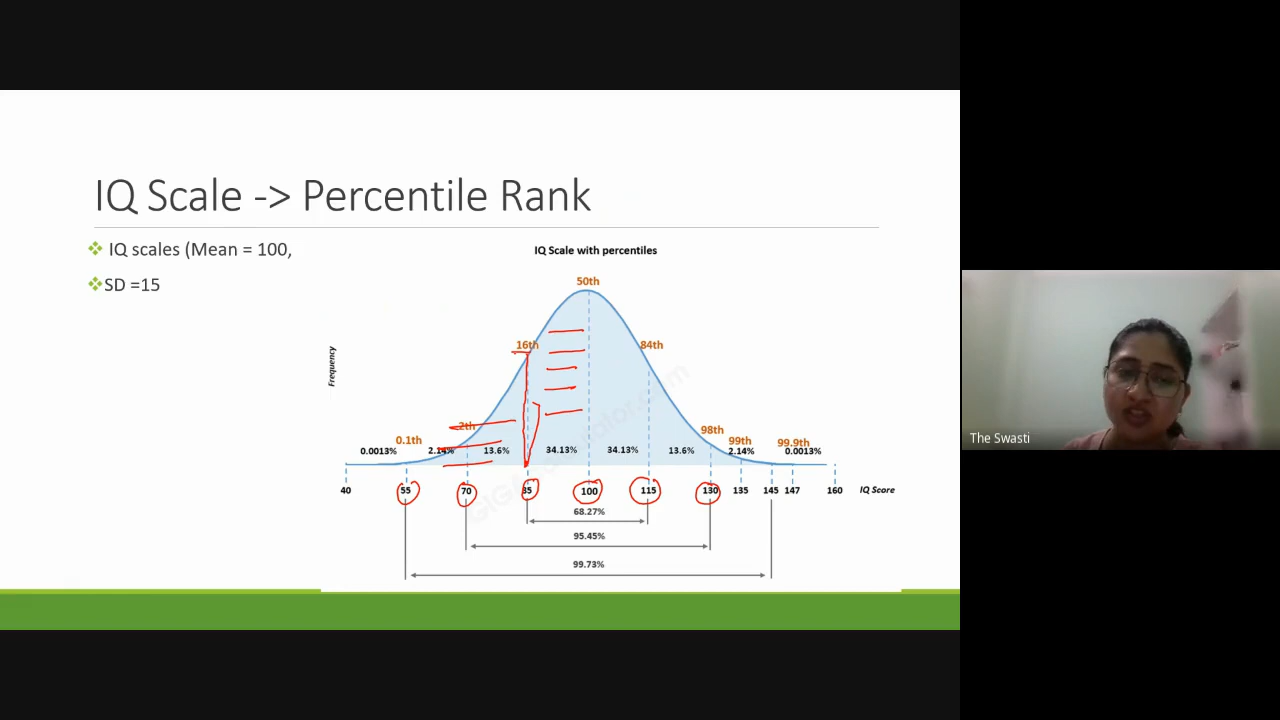 IQ Scale -> Percentile Rank
IQ scales (Mean = 100,
SD =15
IQ Scale with percentiles
50th
16th 84th
2th 98th
0.1th 99th 99.9th
0.0013% 2.14% 13.6% 34.13% 34.13% 13.6% 2.14% 0.0013%
Frequency
40 55 70 85 100 115 130 135 145 147 160 IQ Score
68.27%
95.45%
99.73%
The Swasti